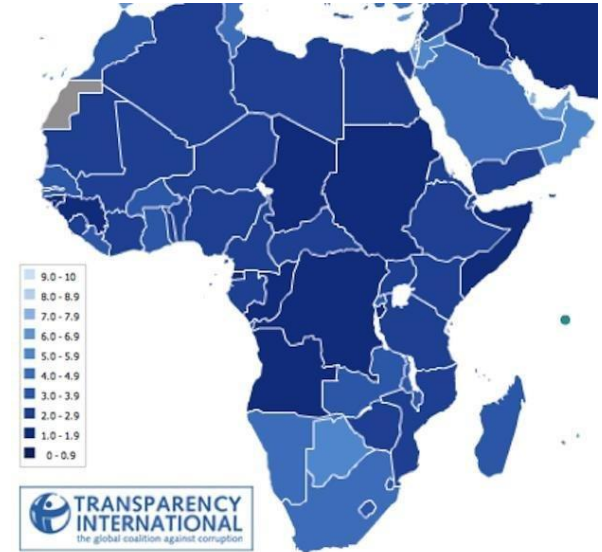 9.0 - 10
8.0 - 8.9
7.0 - 7.9
6.0 - 6.9
5.0 - 5.9
4.0 - 4.9
3.0 - 3.9
2.0 - 2.9
1.0 - 1.9
0 - 0.9
TRANSPARENCY
INTERNATIONAL
the global coalition against corruption